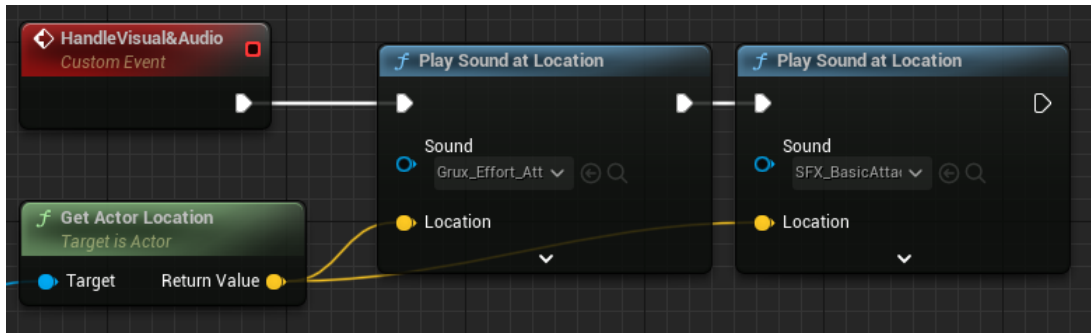 HandleVisual&Audio
Custom Event
f Play Sound at Location
Sound
Grux_Effort_Att
Location
f Play Sound at Location
Sound
SFX_BasicAttac
Location
f Get Actor Location
Target is Actor
Target Return Value